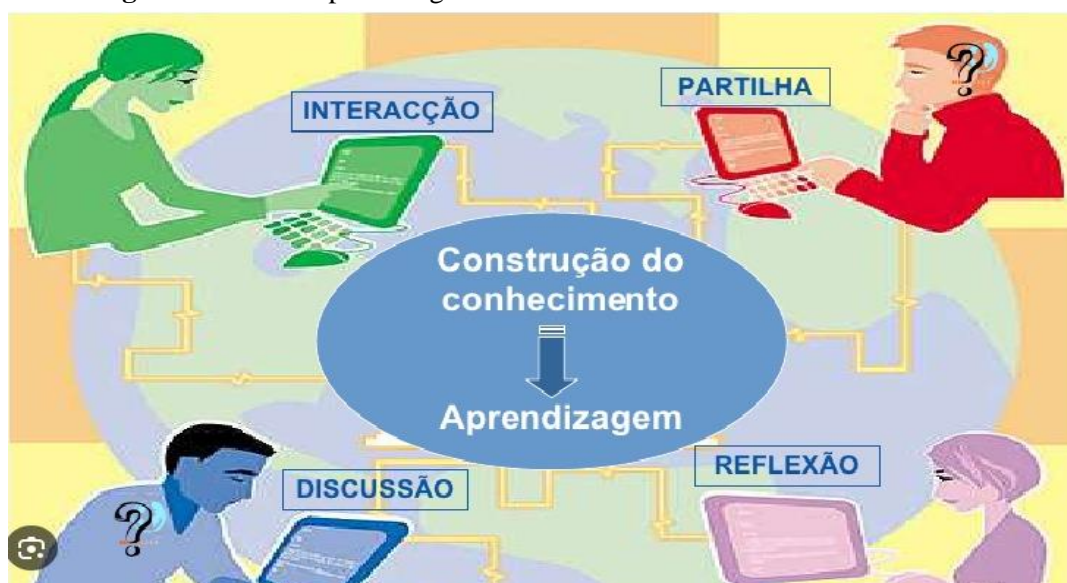 INTERACÇÃO
PARTILHA
Construção do
conhecimento
Aprendizagem
DISCUSSÃO
REFLEXÃO